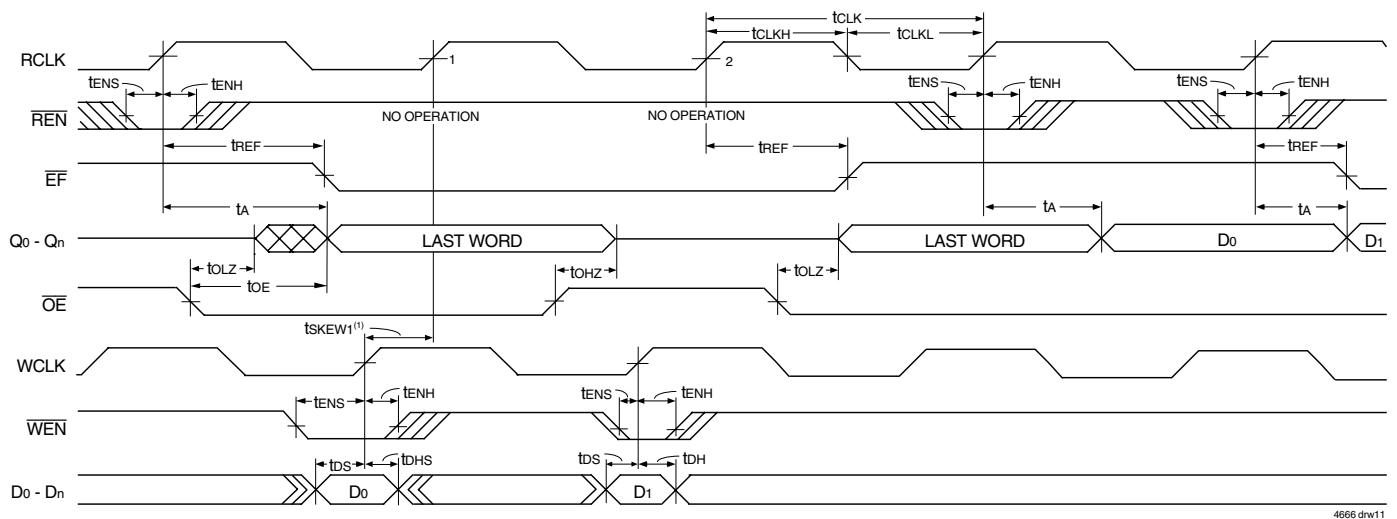 tCLK
tCLKH tCLKL
RCLK 1 2
tENS tENH tENS tENH tENS tENH
REN NO OPERATION NO OPERATION
tREF tREF tREF
EF
tA tA tA
Q0 - Qn LAST WORD LAST WORD D0 D1
tOLZ tOHZ tOLZ
tOE
OE
tSKEW1(1)
WCLK
tENS tENH tENS tENH
WEN
tDS tDHS tDS tDH
D0 - Dn D0 D1
4666 drw11